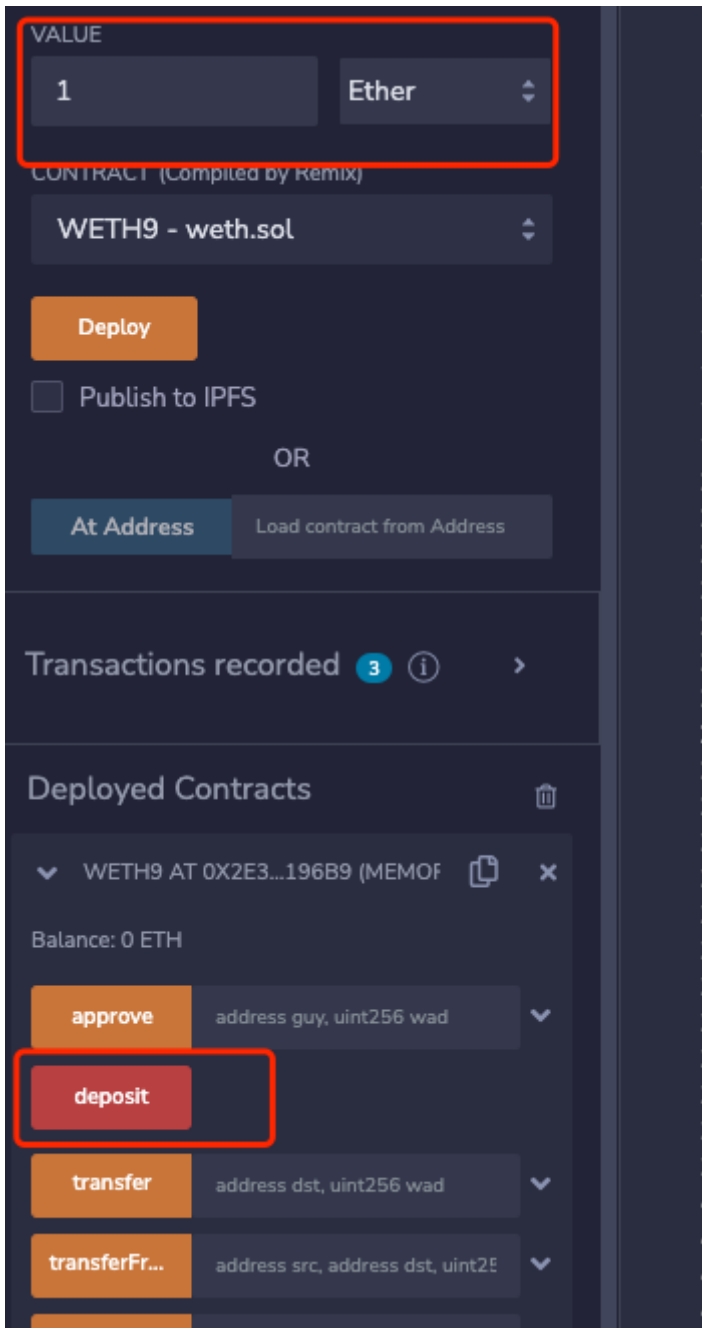 VALUE
1 Ether
CONTRACT (Compiled by Remix)
WETH9 - weth.sol
Deploy
Publish to IPFS
OR
At Address Load contract from Address
Transactions recorded 3 i
Deployed Contracts
WETH9 AT 0X2E3...196B9 (MEMOR
Balance: 0 ETH
approve address guy, uint256 wad
deposit
transfer address dst, uint256 wad
transferFr... address src, address dst, uint25